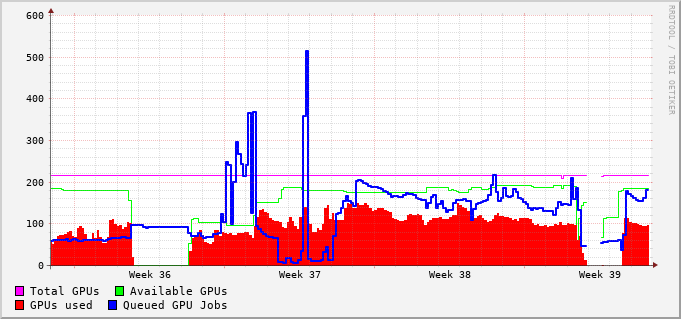 600
500
400
300
200
100
0
Week 36 Week 37 Week 38 Week 39
Total GPUs Available GPUs
GPUs used Queued GPU Jobs
RRDTOOL / TOBI OETIKER